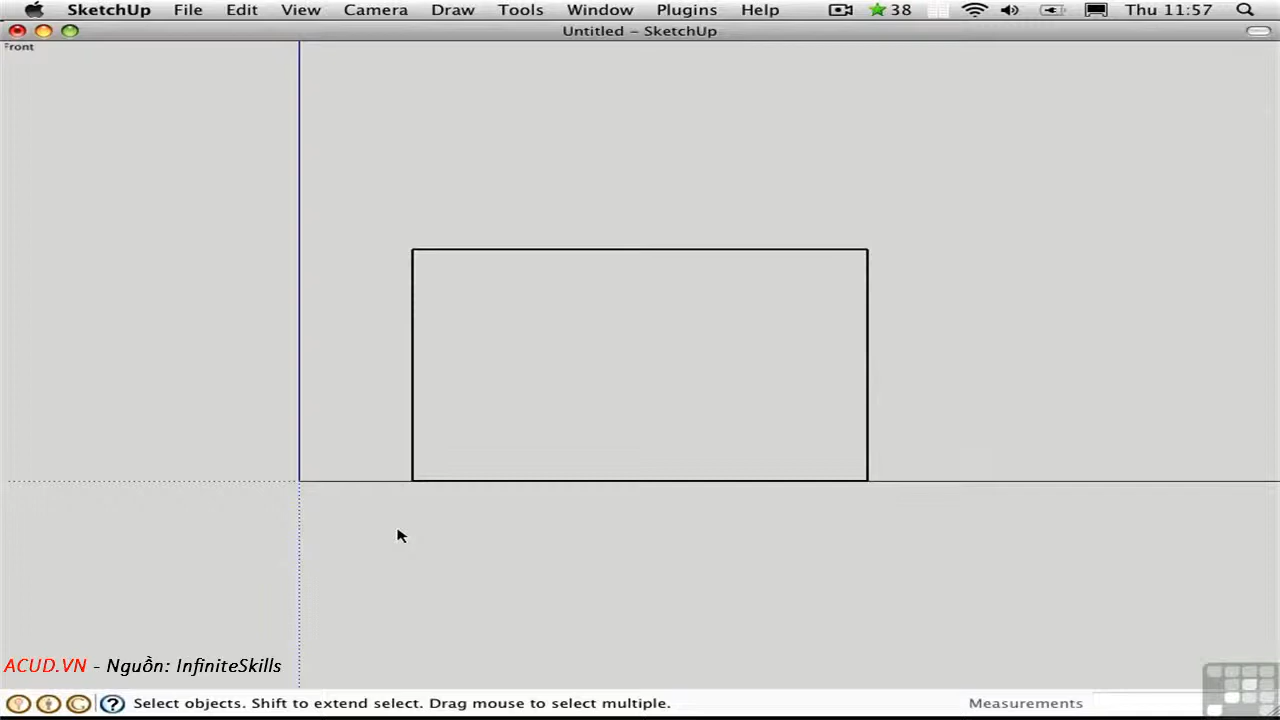 SketchUp File Edit View Camera Draw Tools Window Plugins Help 38 Thu 11:57
Untitled - SketchUp
Front
ACUD.VN - Nguồn: InfiniteSkills
Select objects. Shift to extend select. Drag mouse to select multiple. Measurements